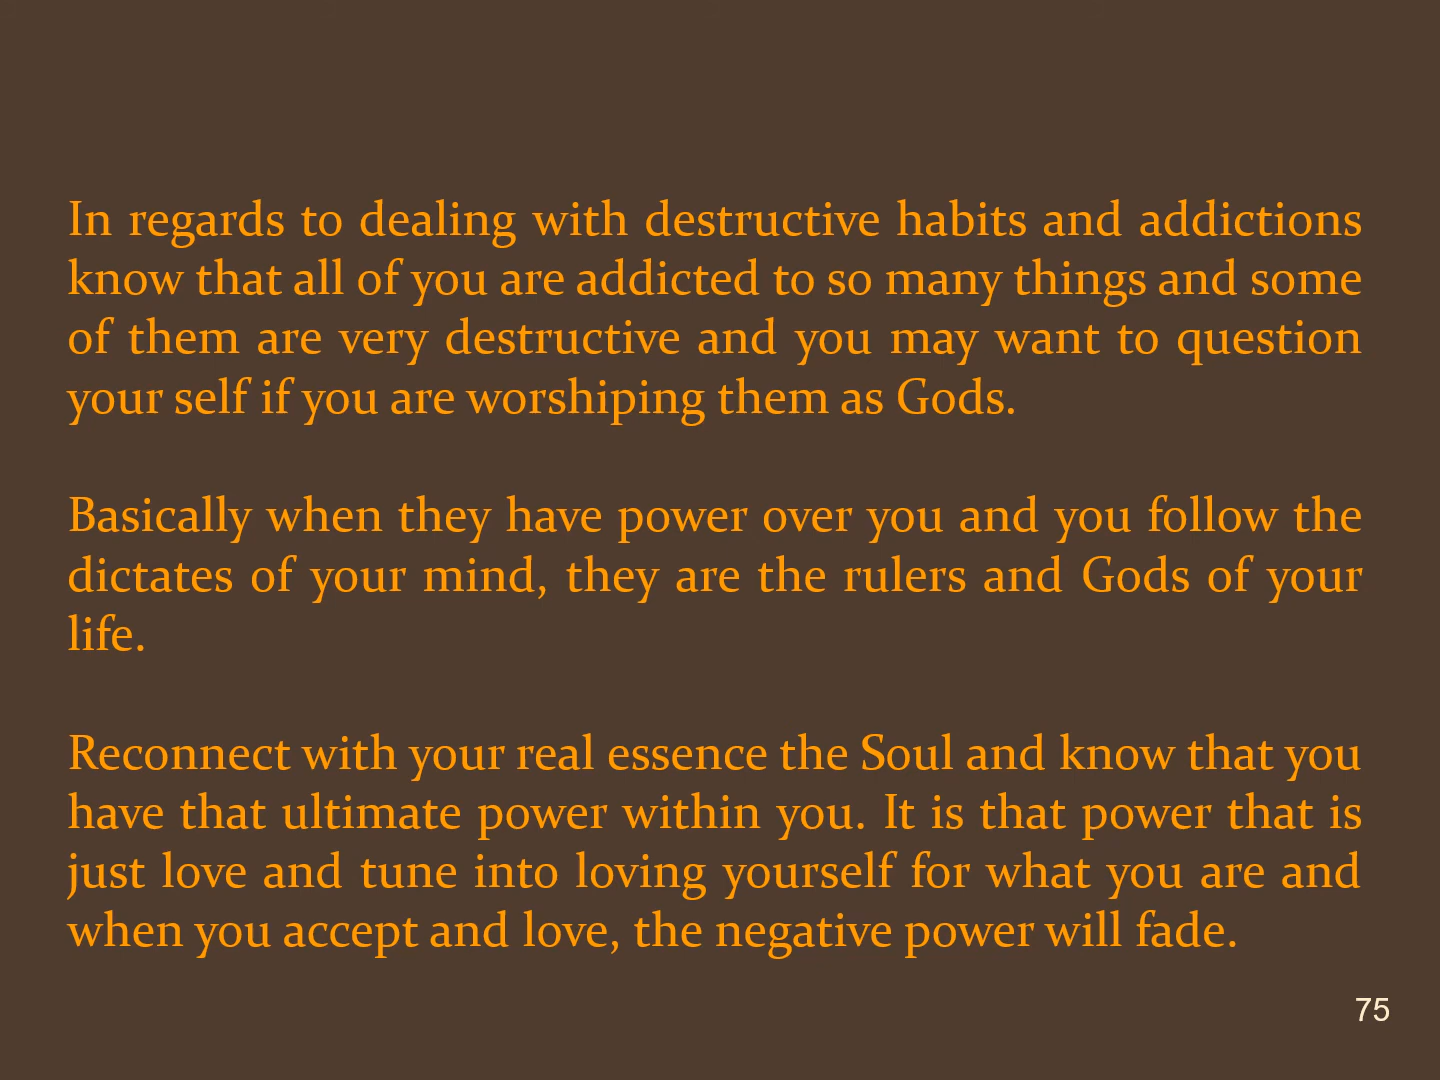 In regards to dealing with destructive habits and addictions
know that all of you are addicted to so many things and some
of them are very destructive and you may want to question
your self if you are worshiping them as Gods.
Basically when they have power over you and you follow the
dictates of your mind, they are the rulers and Gods of your
life.
Reconnect with your real essence the Soul and know that you
have that ultimate power within you. It is that power that is
just love and tune into loving yourself for what you are and
when you accept and love, the negative power will fade.
75